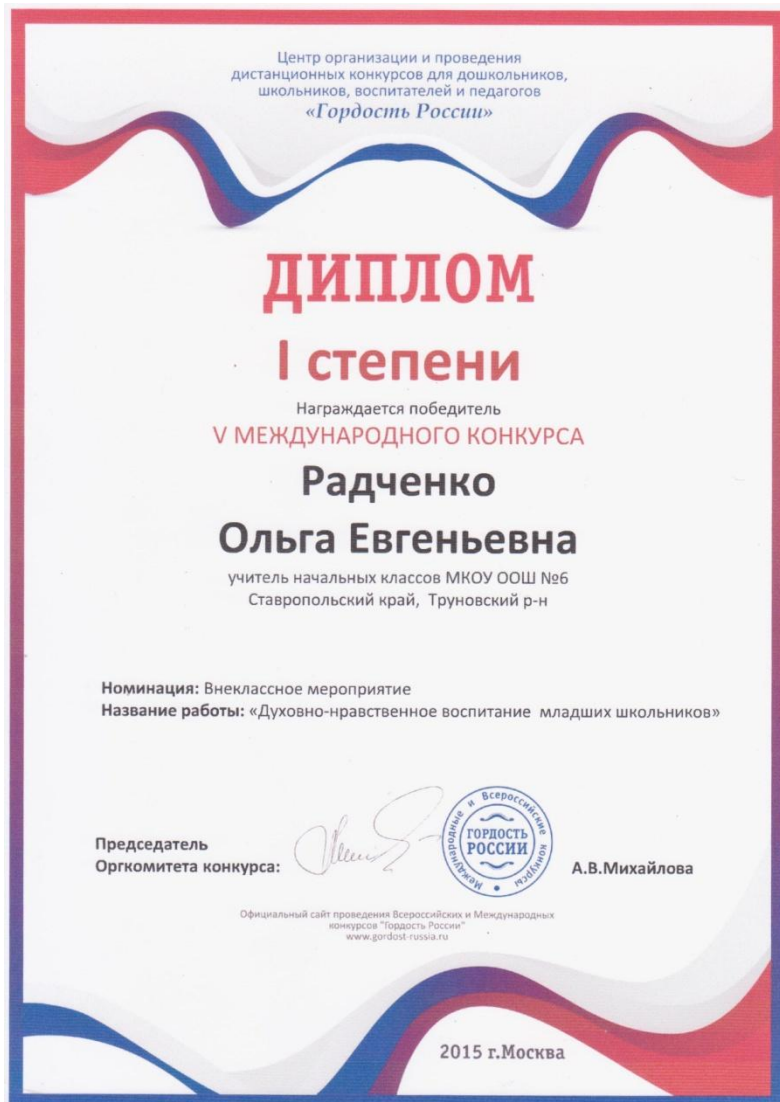 Центр организации и проведения
дистанционных конкурсов для дошкольников,
школьников, воспитателей и педагогов
«Гордость России»
ДИПЛОМ
I степени
Награждается победитель
V МЕЖДУНАРОДНОГО КОНКУРСА
Радченко
Ольга Евгеньевна
учитель начальных классов МКОУ ООШ №6
Ставропольский край, Труновский р-н
Номинация: Внеклассное мероприятие
Название работы: «Духовно-нравственное воспитание младших школьников»
Председатель
Оргкомитета конкурса:
Международные и Всероссийские конкурсы
ГОРДОСТЬ
РОССИИ
А.В.Михайлова
Официальный сайт проведения Всероссийских и Международных
конкурсов "Гордость России"
www.gordost-russia.ru
2015 г.Москва